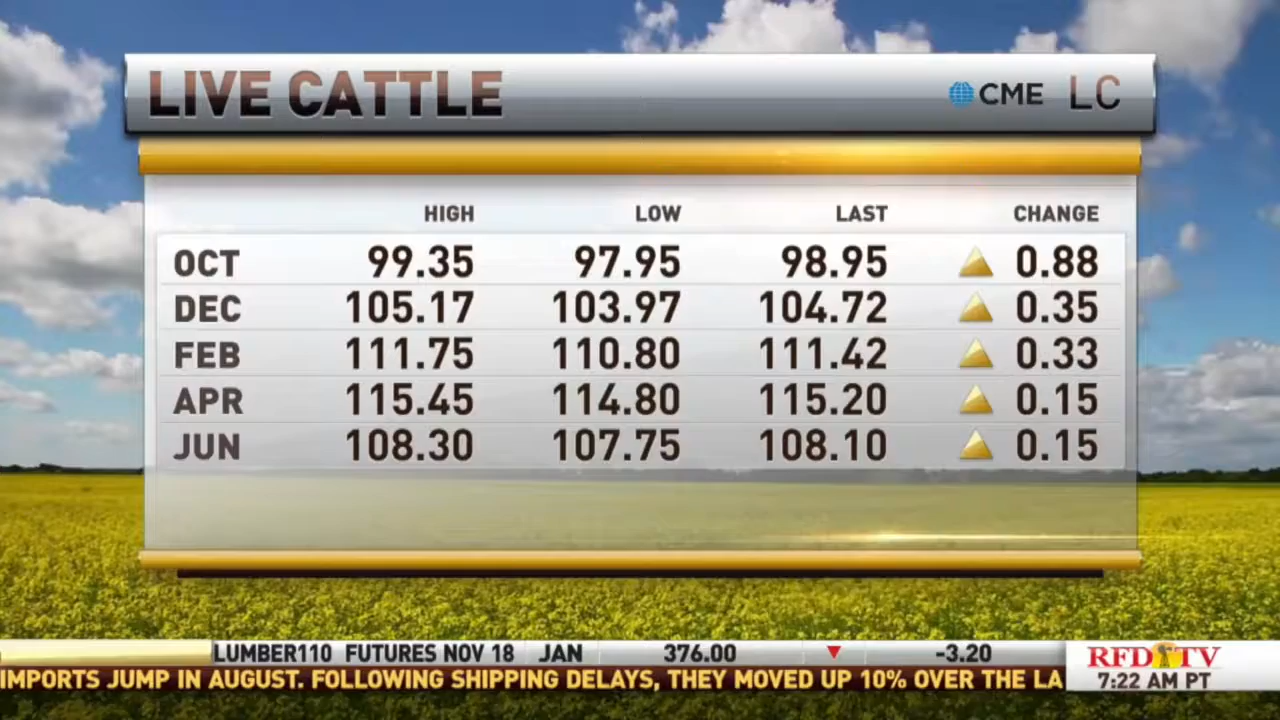 LIVE CATTLE CME LC
HIGH LOW LAST CHANGE
OCT 99.35 97.95 98.95 0.88
DEC 105.17 103.97 104.72 0.35
FEB 111.75 110.80 111.42 0.33
APR 115.45 114.80 115.20 0.15
JUN 108.30 107.75 108.10 0.15
LUMBER110 FUTURES NOV 18 JAN 376.00 -3.20
RFD TV
7:22 AM PT
IMPORTS JUMP IN AUGUST. FOLLOWING SHIPPING DELAYS, THEY MOVED UP 10% OVER THE LA